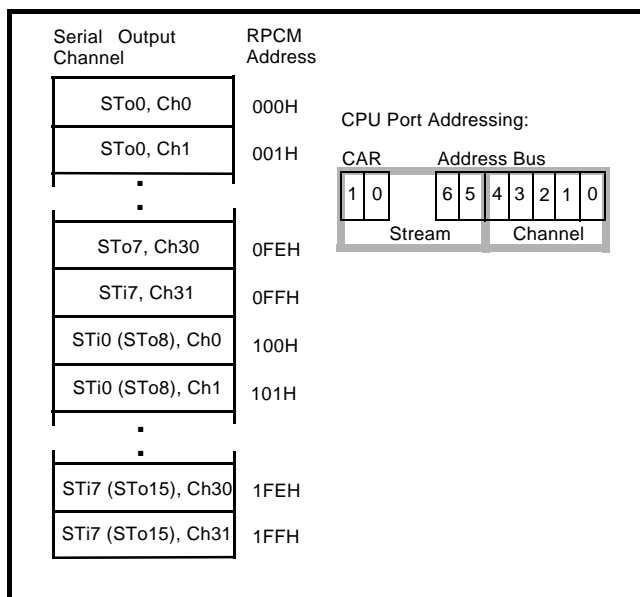 Serial Output
Channel
RPCM
Address
STo0, Ch0
000H
STo0, Ch1
001H
STo7, Ch30
0FEH
STi7, Ch31
0FFH
STi0 (STo8), Ch0
100H
STi0 (STo8), Ch1
101H
STi7 (STo15), Ch30
1FEH
STi7 (STo15), Ch31
1FFH
CPU Port Addressing:
CAR Address Bus
1 0 6 5 4 3 2 1 0
Stream Channel